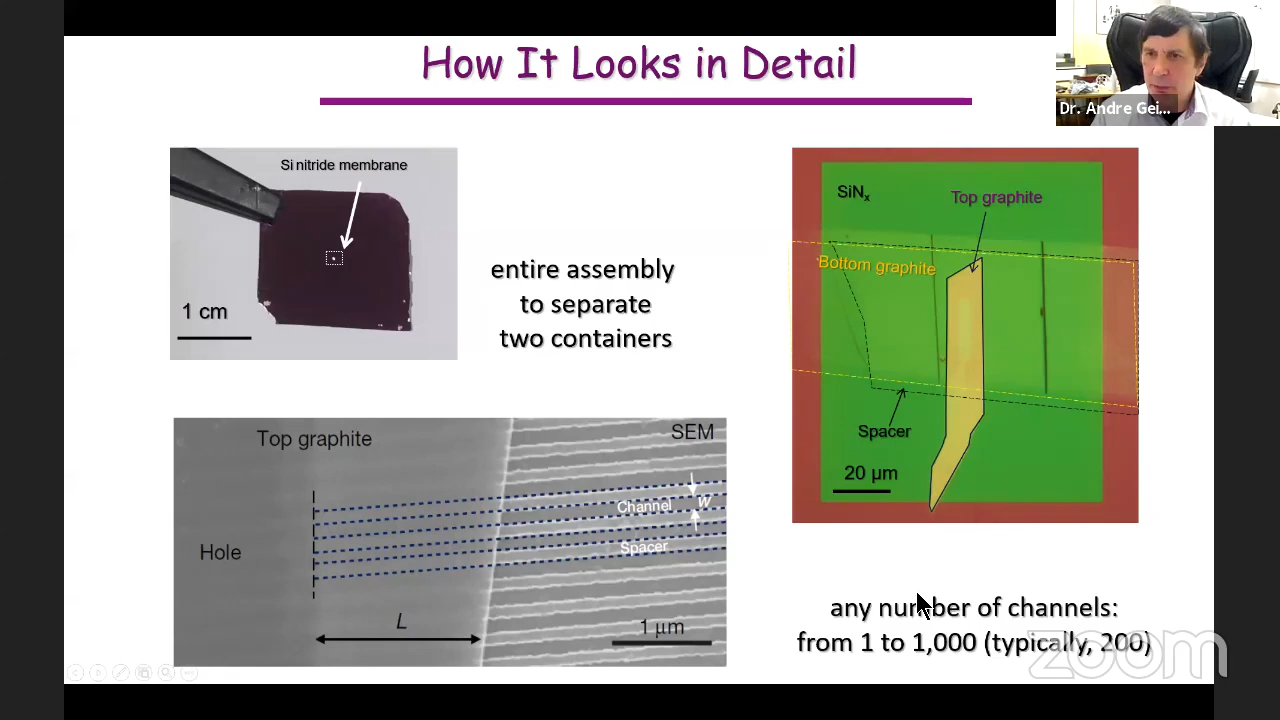 How It Looks in Detail
Dr. Andre Gei...
Si nitride membrane
1 cm
entire assembly
to separate
two containers
SiNx
Top graphite
Bottom graphite
Spacer
20 μm
Top graphite
SEM
Channel
w
Spacer
Hole
L
1 μm
any number of channels:
from 1 to 1,000 (typically, 200)
zoom